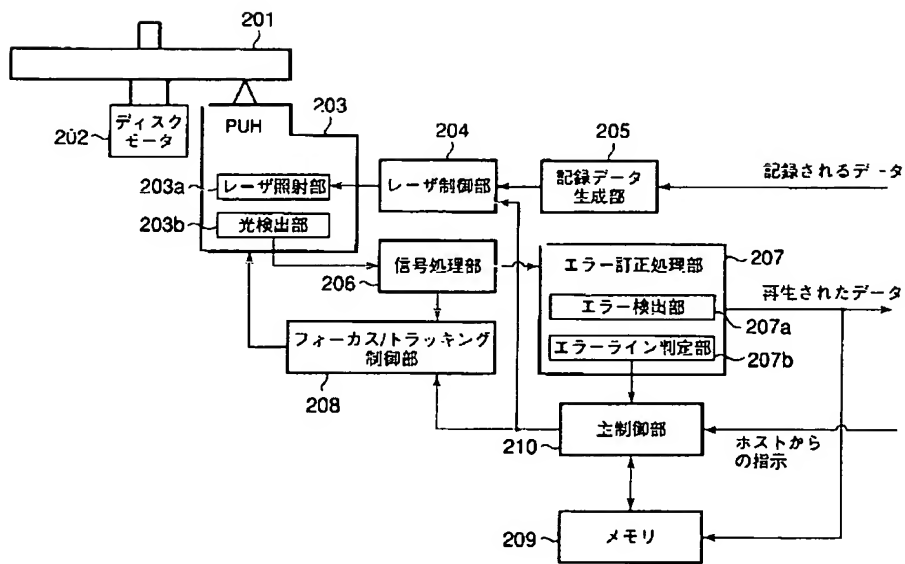 201
ディスク
モータ
202
PUH
203
203a
レーザ照射部
203b
光検出部
204
レーザ制御部
205
記録データ
生成部
記録されるデータ
信号処理部
206
エラー訂正処理部
207
エラー検出部
207a
エラーライン判定部
207b
再生されたデータ
フォーカス/トラッキング
制御部
208
主制御部
210
ホストから
の指示
メモリ
209